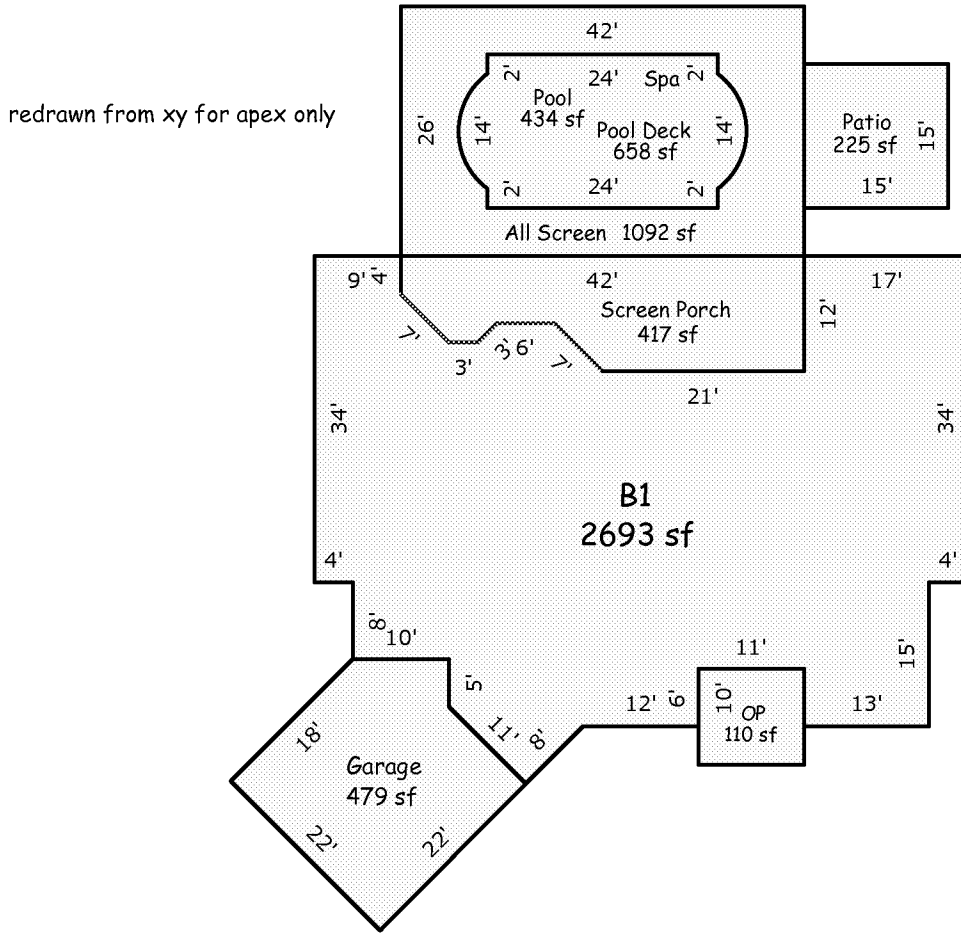 42'
2'
24'
Spa
2'
redrawn from xy for apex only
Pool
434 sf
26'
14'
Pool Deck
658 sf
14'
Patio
225 sf
15'
2'
24'
2'
15'
All Screen 1092 sf
9'
4'
42'
17'
Screen Porch
417 sf
12'
7'
3'
3'
6'
7'
21'
34'
34'
B1
2693 sf
4'
4'
8'
10'
11'
15'
5'
12'
6'
10'
OP
110 sf
13'
18'
11'
8'
Garage
479 sf
22'
22'